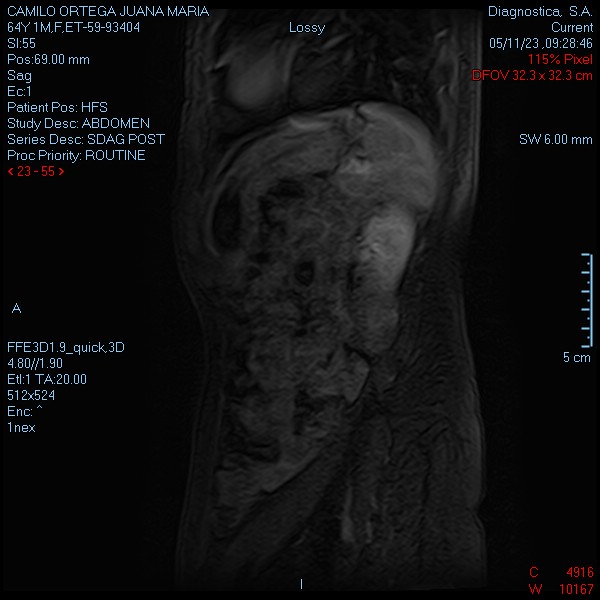 CAMILO ORTEGA JUANA MARIA
64Y 1M,F,ET-59-93404
Sl:55
Pos:69.00 mm
Sag
Ec:1
Patient Pos: HFS
Study Desc: ABDOMEN
Series Desc: SDAG POST
Proc Priority: ROUTINE
< 23 - 55 >
Lossy
Diagnostica, S.A.
Current
05/11/23 ,09:28:46
115% Pixel
DFOV 32.3 x 32.3 cm
SW 6.00 mm
A
5 cm
FFE3D1.9_quick,3D
4.80//1.90
Etl:1 TA:20.00
512x524
Enc: ^
1nex
I
C 4916
W 10167